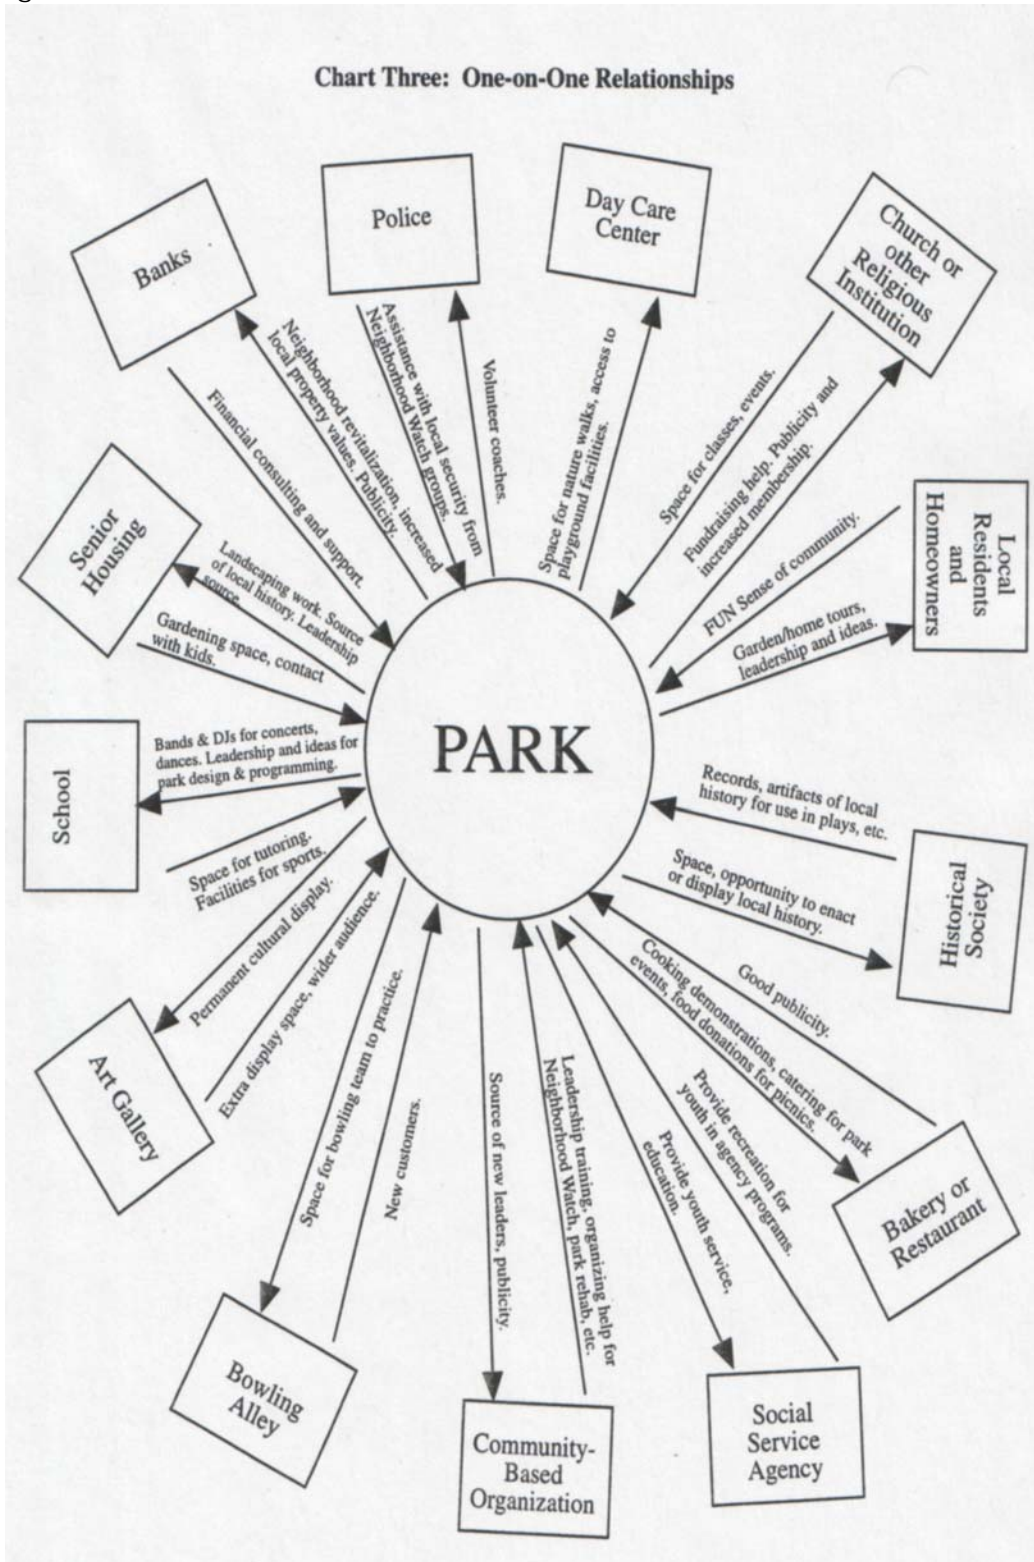 Chart Three: One-on-One Relationships
Banks
Police
Day Care
Center
Church or
other
Religious
Institution
Local
Residents
and
Homeowners
Historical
Society
Bakery or
Restaurant
Social
Service
Agency
Community-
Based
Organization
Bowling
Alley
Art Gallery
School
Senior
Housing
PARK
Financial consulting and support.
Neighborhood revitalization, increased
local property values. Publicity.
Assistance with local security from
Neighborhood Watch groups.
Volunteer coaches.
Space for nature walks, access to
playground facilities.
Space for classes, events.
Fundraising help. Publicity and
increased membership.
FUN Sense of community.
Garden/home tours,
leadership and ideas.
Records, artifacts of local
history for use in plays, etc.
Space, opportunity to enact
or display local history.
Good publicity.
Cooking demonstrations, catering for park
events, food donations for picnics.
Provide recreation for
youth in agency programs.
Provide youth service,
education.
Leadership training, organizing help for
Neighborhood Watch, park rehab, etc.
Source of new leaders, publicity.
New customers.
Space for bowling team to practice.
Extra display space, wider audience.
Permanent cultural display.
Space for tutoring.
Facilities for sports.
Bands & DJs for concerts,
dances. Leadership and ideas for
park design & programming.
Gardening space, contact
with kids.
Landscaping work. Source
of local history. Leadership
source.